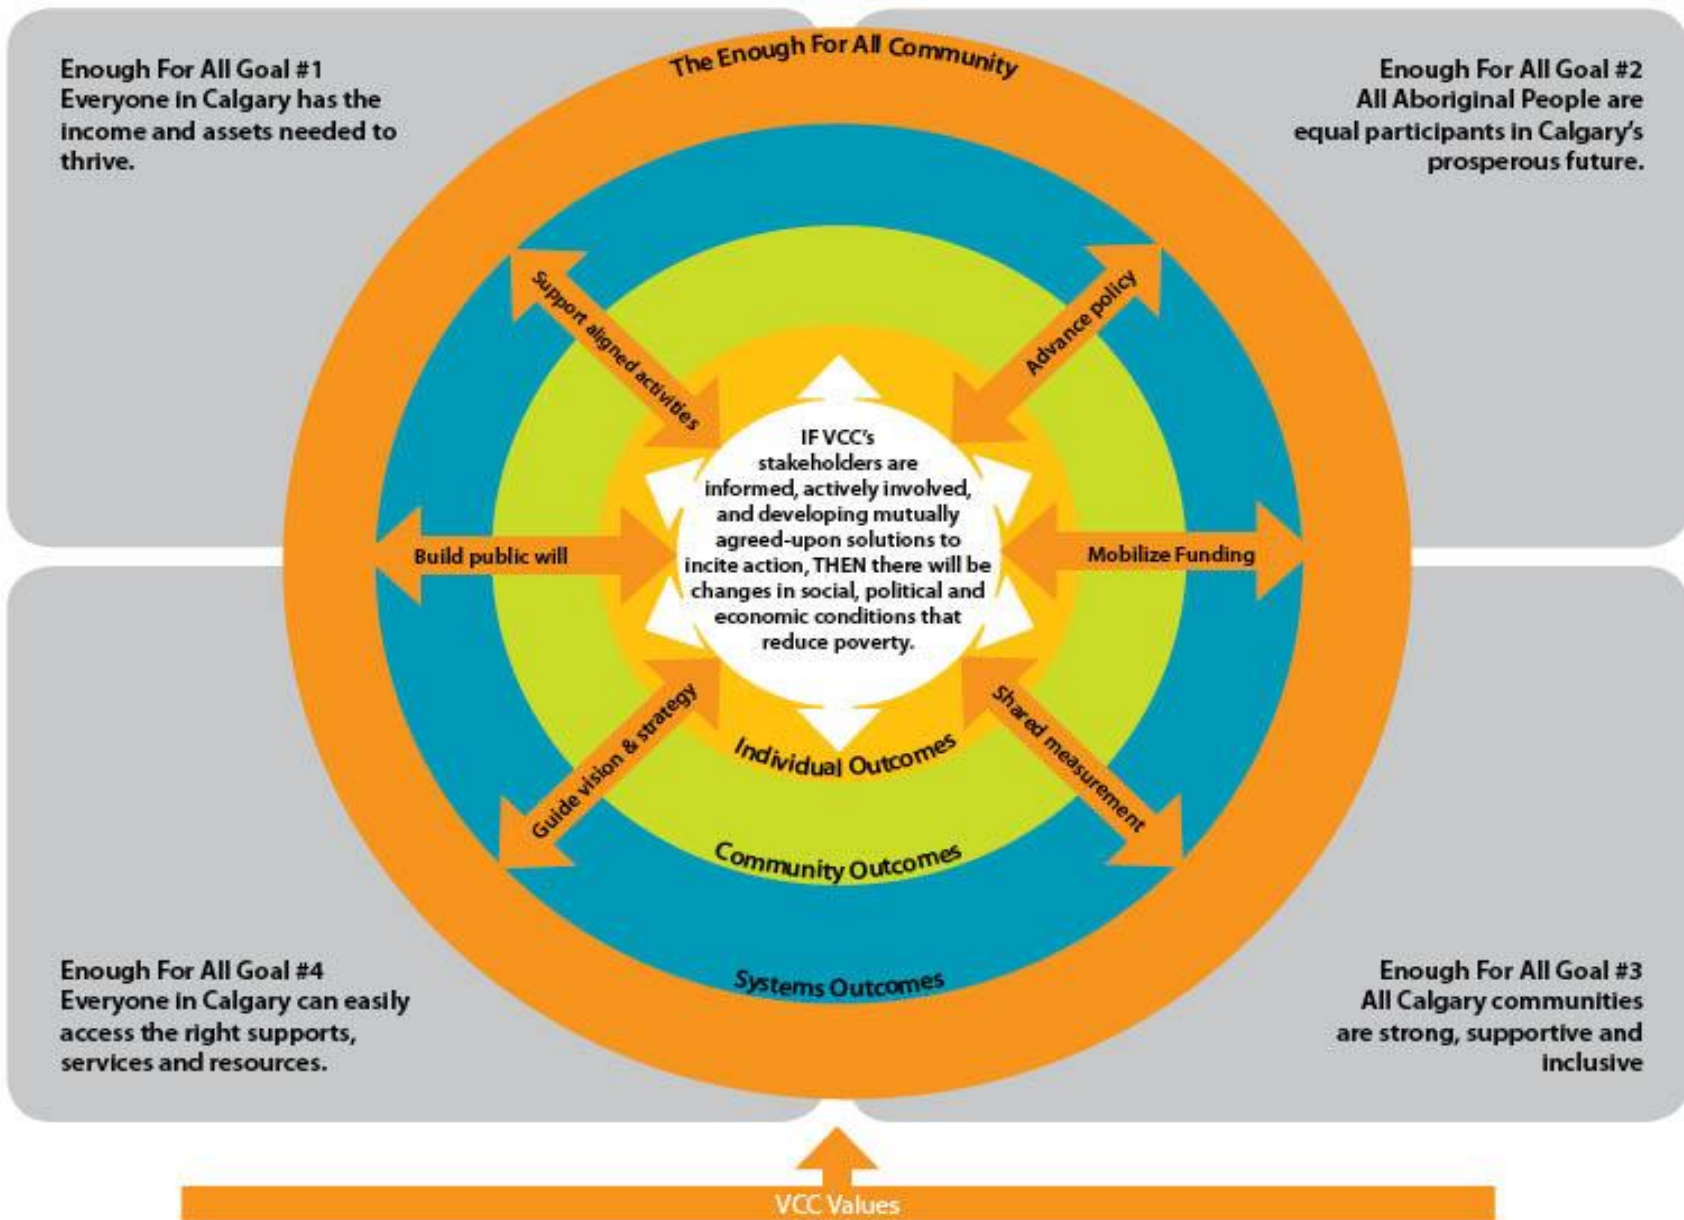 The Enough For All Community
Enough For All Goal #1
Everyone in Calgary has the
income and assets needed to
thrive.
Enough For All Goal #2
All Aboriginal People are
equal participants in Calgary's
prosperous future.
Support aligned activities
Advance policy
IF VCC's
stakeholders are
informed, actively involved,
and developing mutually
agreed-upon solutions to
incite action, THEN there will be
changes in social, political and
economic conditions that
reduce poverty.
Build public will
Mobilize Funding
Guide vision & strategy
Shared measurement
Individual Outcomes
Community Outcomes
Systems Outcomes
Enough For All Goal #4
Everyone in Calgary can easily
access the right supports,
services and resources.
Enough For All Goal #3
All Calgary communities
are strong, supportive and
inclusive
VCC Values